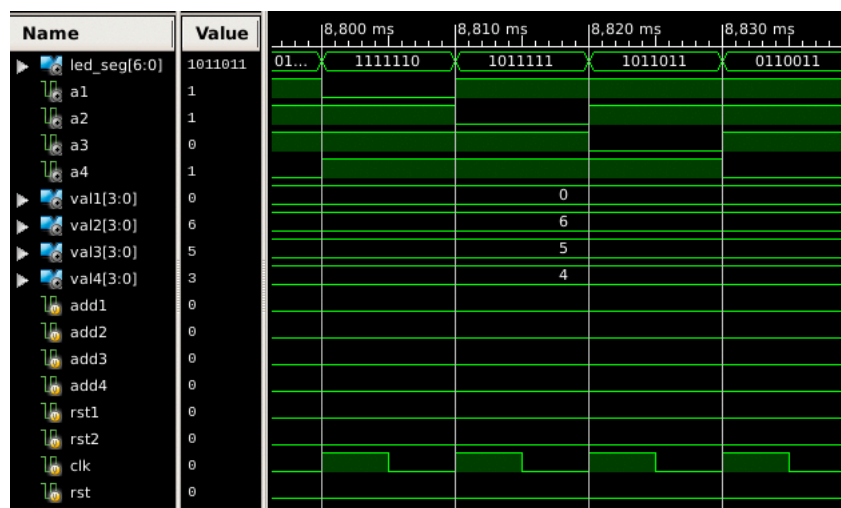 Name Value 8,800 ms 8,810 ms 8,820 ms 8,830 ms
led_seg[6:0] 1011011 01... 1111110 1011111 1011011 0110011
a1 1
a2 1
a3 0
a4 1
val1[3:0] 0 0
val2[3:0] 6 6
val3[3:0] 5 5
val4[3:0] 3 4
add1 0
add2 0
add3 0
add4 0
rst1 0
rst2 0
clk 0
rst 0